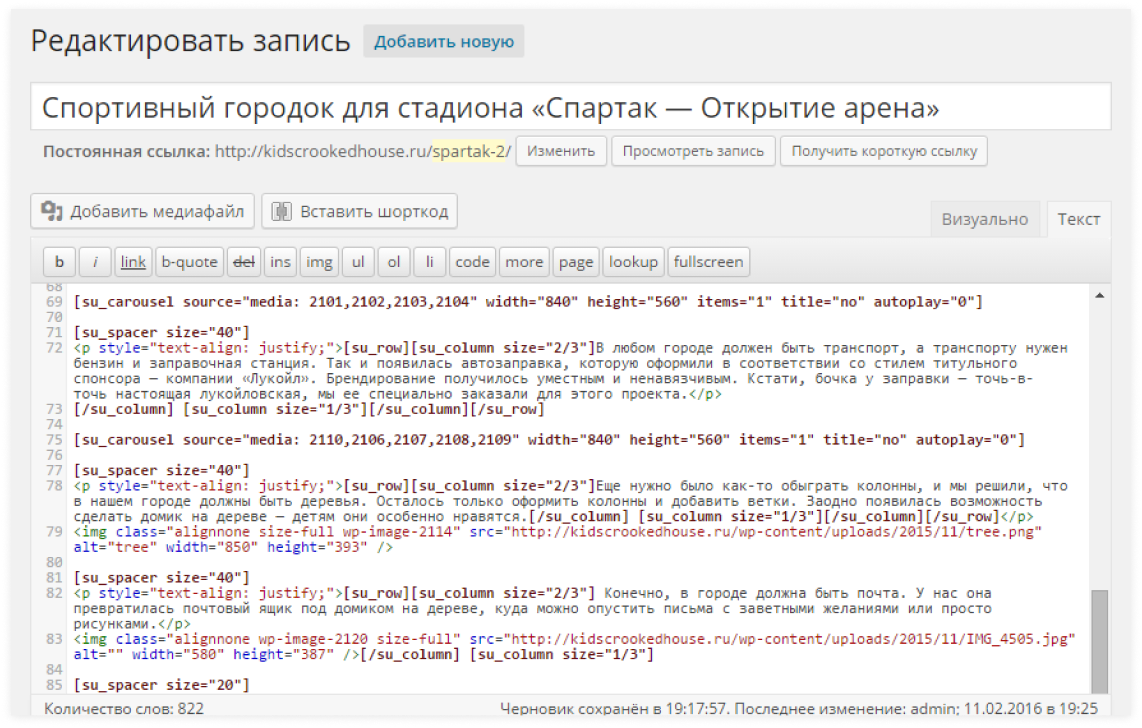 Редактировать запись Добавить новую
Спортивный городок для стадиона «Спартак — Открытие арена»
Постоянная ссылка: http://kidscrookedhouse.ru/spartak-2/ Изменить Просмотреть запись Получить короткую ссылку
Добавить медиафайл Вставить шорткод Визуально Текст
b i link b-quote del ins img ul ol li code more page lookup fullscreen
68
69 [su_carousel source="media: 2101,2102,2103,2104" width="840" height="560" items="1" title="no" autoplay="0"]
70
71 [su_spacer size="40"]
72 <p style="text-align: justify;">[su_row][su_column size="2/3"]В любом городе должен быть транспорт, а транспорту нужен
бензин и заправочная станция. Так и появилась автозаправка, которую оформили в соответствии со стилем титульного
спонсора — компании «Лукойл». Брендирование получилось уместным и ненавязчивым. Кстати, бочка у заправки — точь-в-
точь настоящая лукойловская, мы ее специально заказали для этого проекта.</p>
73 [/su_column] [su_column size="1/3"][/su_column][/su_row]
74
75 [su_carousel source="media: 2110,2106,2107,2108,2109" width="840" height="560" items="1" title="no" autoplay="0"]
76
77 [su_spacer size="40"]
78 <p style="text-align: justify;">[su_row][su_column size="2/3"]Еще нужно было как-то обыграть колонны, и мы решили, что
в нашем городе должны быть деревья. Осталось только оформить колонны и добавить ветки. Заодно появилась возможность
сделать домик на дереве — детям они особенно нравятся.[/su_column] [su_column size="1/3"][/su_column][/su_row]</p>
79 <img class="alignnone size-full wp-image-2114" src="http://kidscrookedhouse.ru/wp-content/uploads/2015/11/tree.png"
alt="tree" width="850" height="393" />
80
81 [su_spacer size="40"]
82 <p style="text-align: justify;">[su_row][su_column size="2/3"] Конечно, в городе должна быть почта. У нас она
превратилась почтовый ящик под домиком на дереве, куда можно опустить письма с заветными желаниями или просто
рисунками.</p>
83 <img class="alignnone wp-image-2120 size-full" src="http://kidscrookedhouse.ru/wp-content/uploads/2015/11/IMG_4505.jpg"
alt="" width="580" height="387" />[/su_column] [su_column size="1/3"]
84
85 [su_spacer size="20"]
Количество слов: 822 Черновик сохранён в 19:17:57. Последнее изменение: admin; 11.02.2016 в 19:25